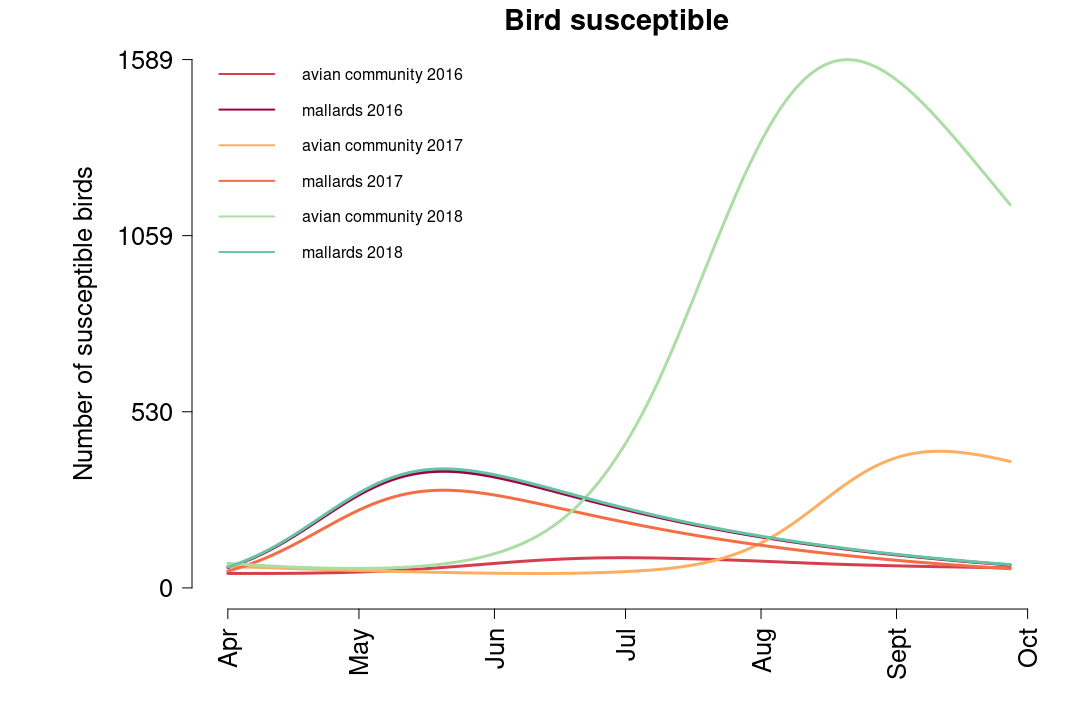 Bird susceptible
1589
1059
530
0
Number of susceptible birds
avian community 2016
mallards 2016
avian community 2017
mallards 2017
avian community 2018
mallards 2018
Apr
May
Jun
Jul
Aug
Sept
Oct